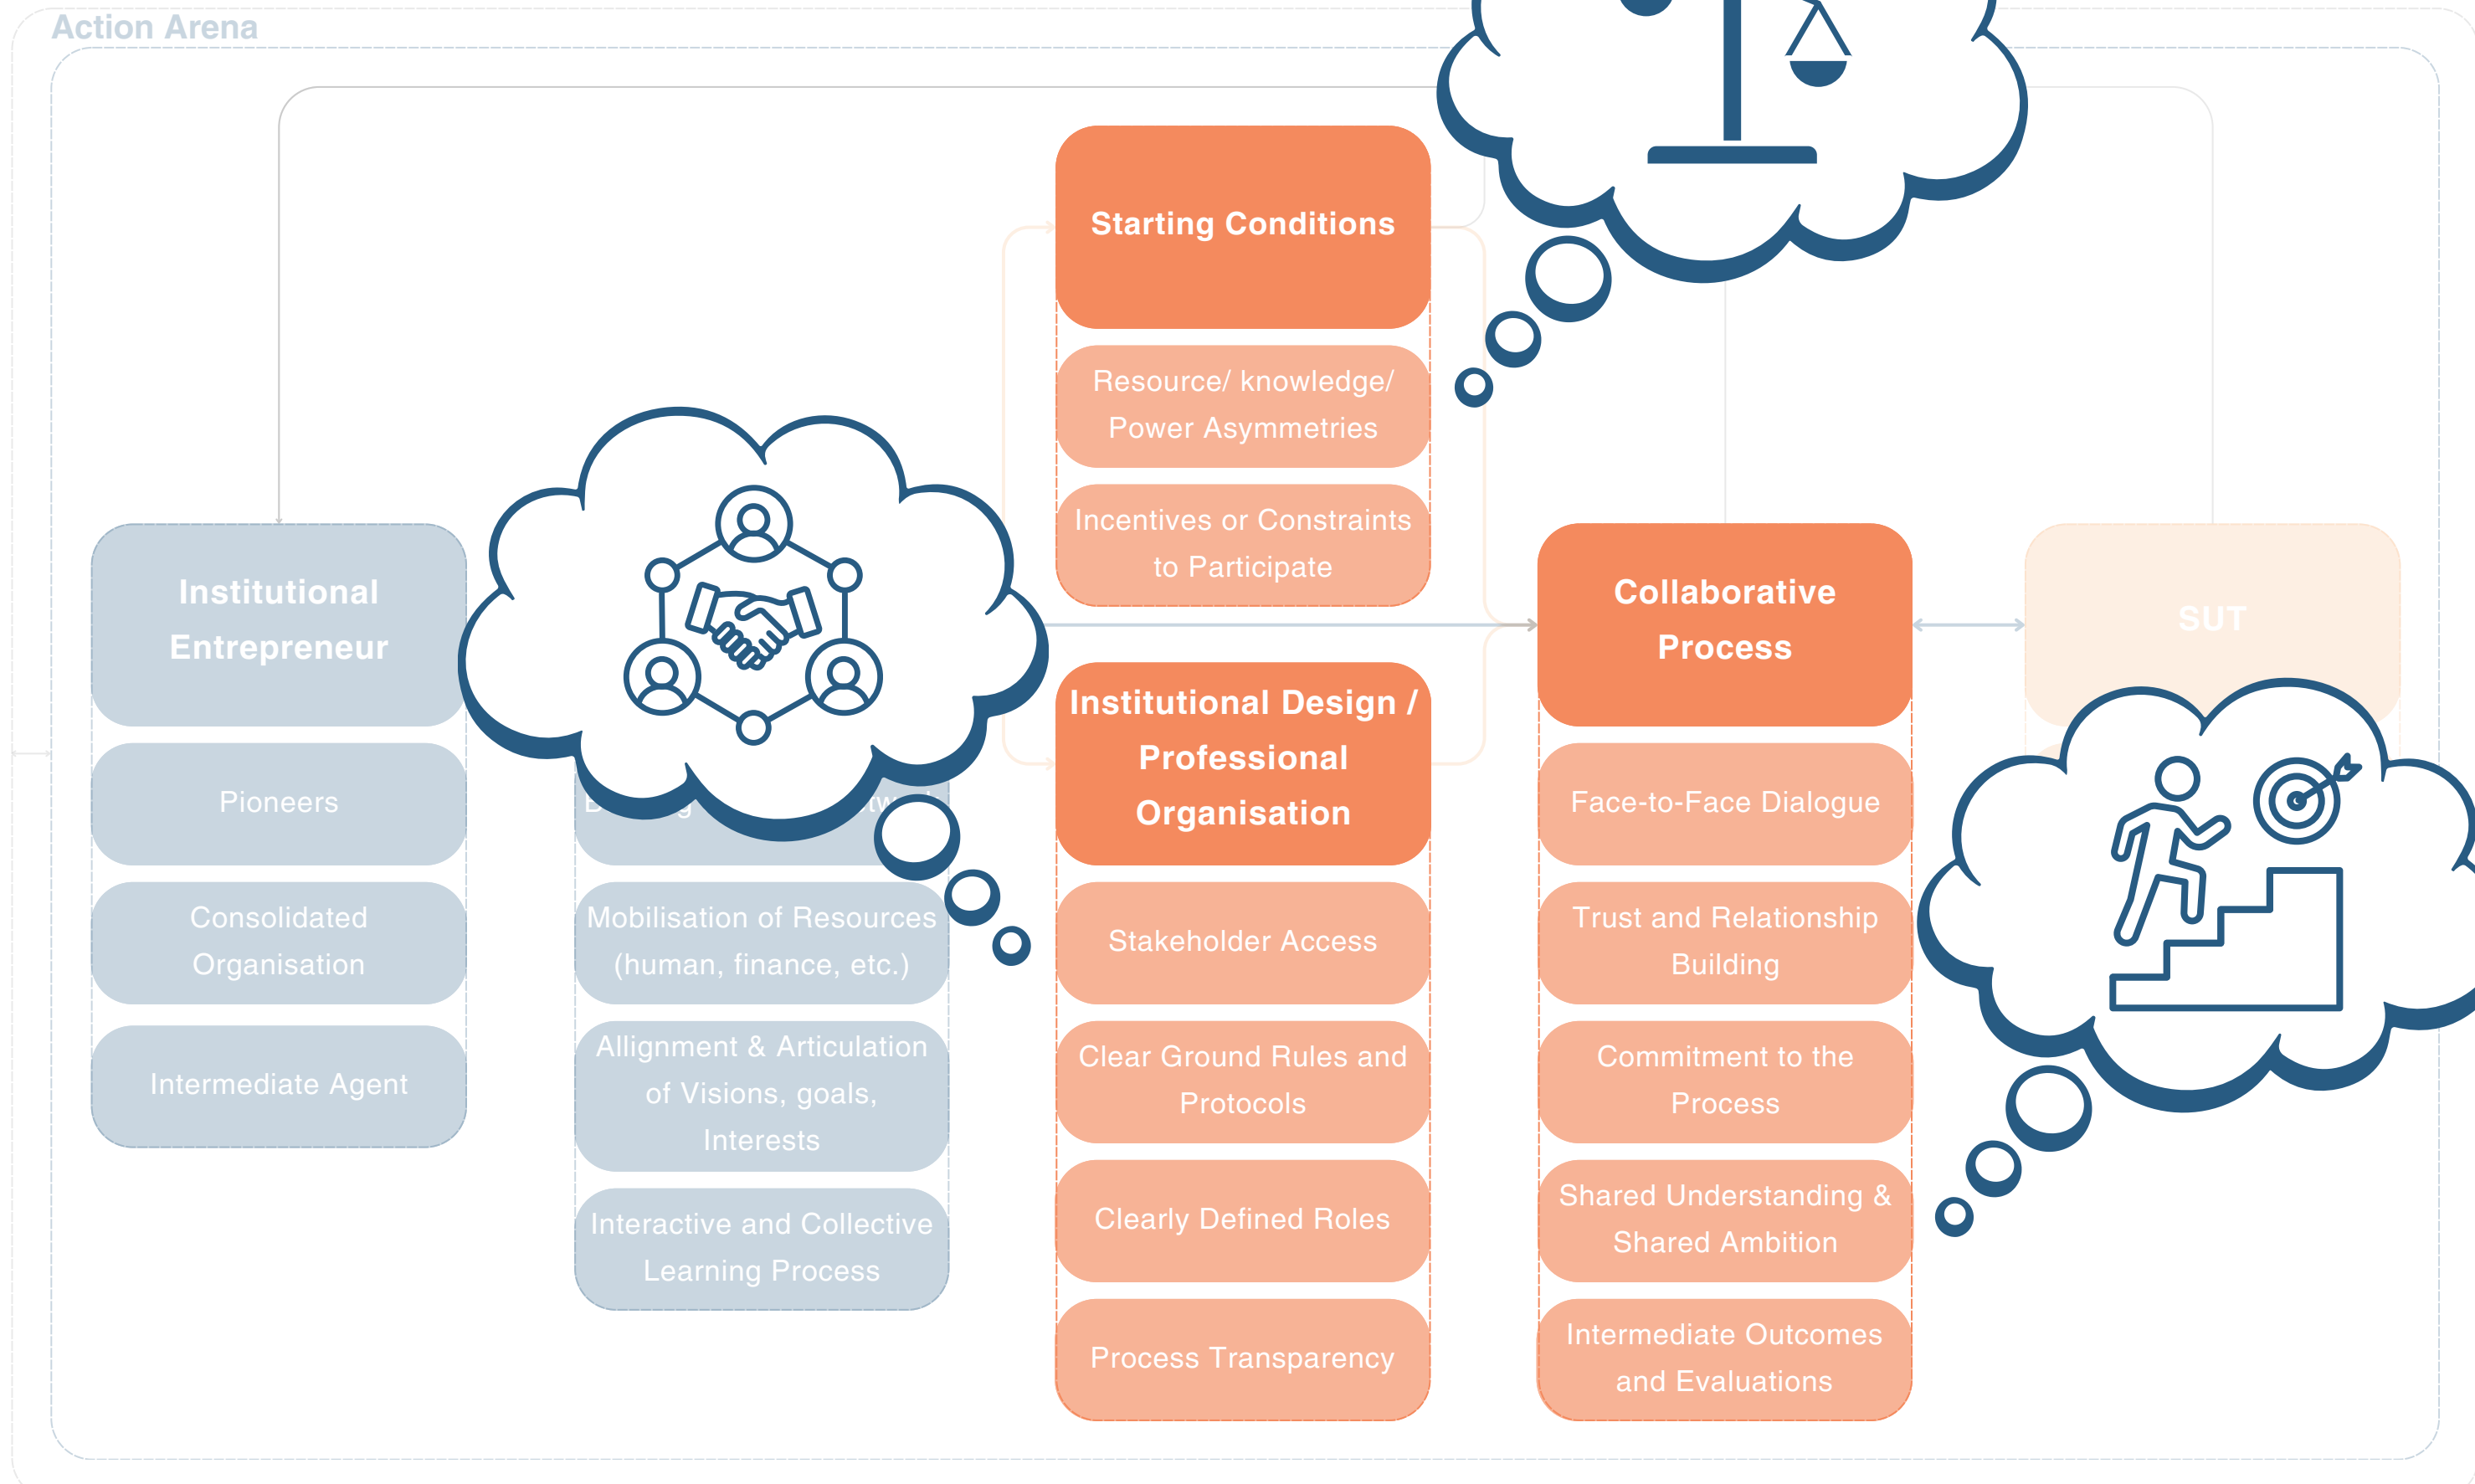 Action Arena
Starting Conditions
Resource/ knowledge/
Power Asymmetries
Incentives or Constraints
to Participate
Institutional
Entrepreneur
Pioneers
Consolidated
Organisation
Intermediate Agent
Mobilisation of Resources
(human, finance, etc.)
Allignment & Articulation
of Visions, goals,
Interests
Interactive and Collective
Learning Process
Institutional Design /
Professional
Organisation
Stakeholder Access
Clear Ground Rules and
Protocols
Clearly Defined Roles
Process Transparency
Collaborative
Process
Face-to-Face Dialogue
Trust and Relationship
Building
Commitment to the
Process
Shared Understanding &
Shared Ambition
Intermediate Outcomes
and Evaluations
SUT